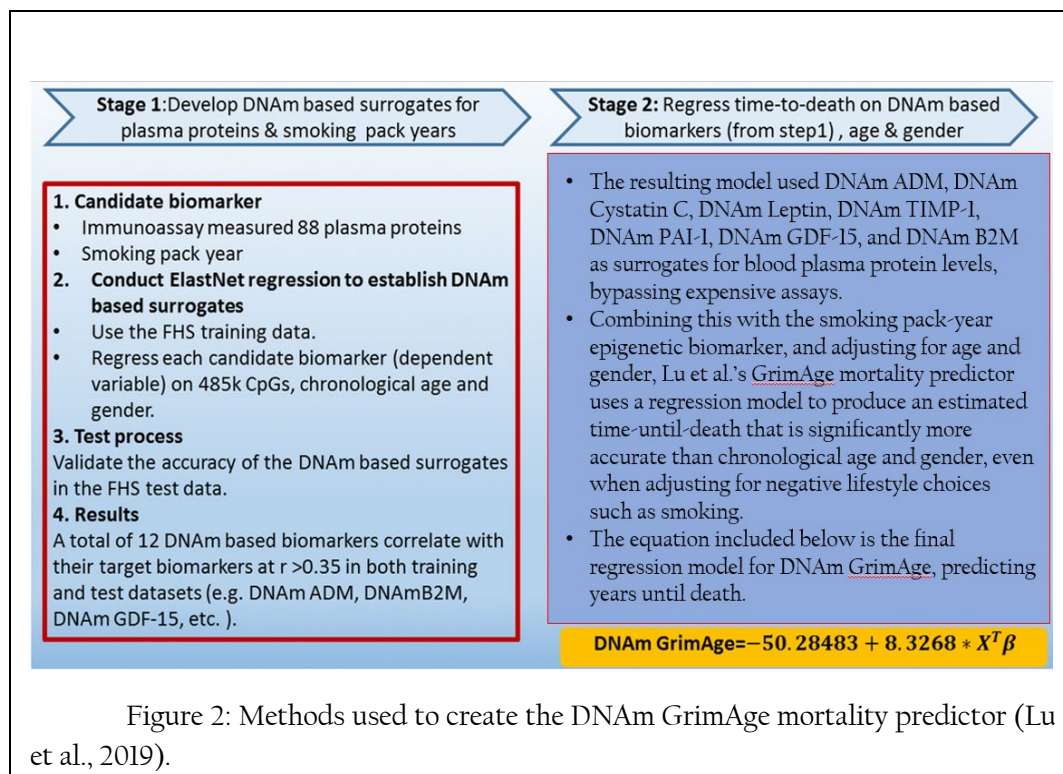 Stage 1:Develop DNAm based surrogates for
plasma proteins & smoking pack years
1. Candidate biomarker
• Immunoassay measured 88 plasma proteins
• Smoking pack year
2. Conduct ElastNet regression to establish DNAm
based surrogates
• Use the FHS training data.
• Regress each candidate biomarker (dependent
variable) on 485k CpGs, chronological age and
gender.
3. Test process
Validate the accuracy of the DNAm based surrogates
in the FHS test data.
4. Results
A total of 12 DNAm based biomarkers correlate with
their target biomarkers at r >0.35 in both training
and test datasets (e.g. DNAm ADM, DNAmB2M,
DNAm GDF-15, etc. ).
Stage 2: Regress time-to-death on DNAm based
biomarkers (from step1) , age & gender
• The resulting model used DNAm ADM, DNAm
Cystatin C, DNAm Leptin, DNAm TIMP-1,
DNAm PAI-1, DNAm GDF-15, and DNAm B2M
as surrogates for blood plasma protein levels,
bypassing expensive assays.
• Combining this with the smoking pack-year
epigenetic biomarker, and adjusting for age and
gender, Lu et al.'s GrimAge mortality predictor
uses a regression model to produce an estimated
time-until-death that is significantly more
accurate than chronological age and gender, even
when adjusting for negative lifestyle choices
such as smoking.
• The equation included below is the final
regression model for DNAm GrimAge, predicting
years until death.
DNAm GrimAge=−50.28483 + 8.3268 ∗ Xᵀβ
Figure 2: Methods used to create the DNAm GrimAge mortality predictor (Lu
et al., 2019).